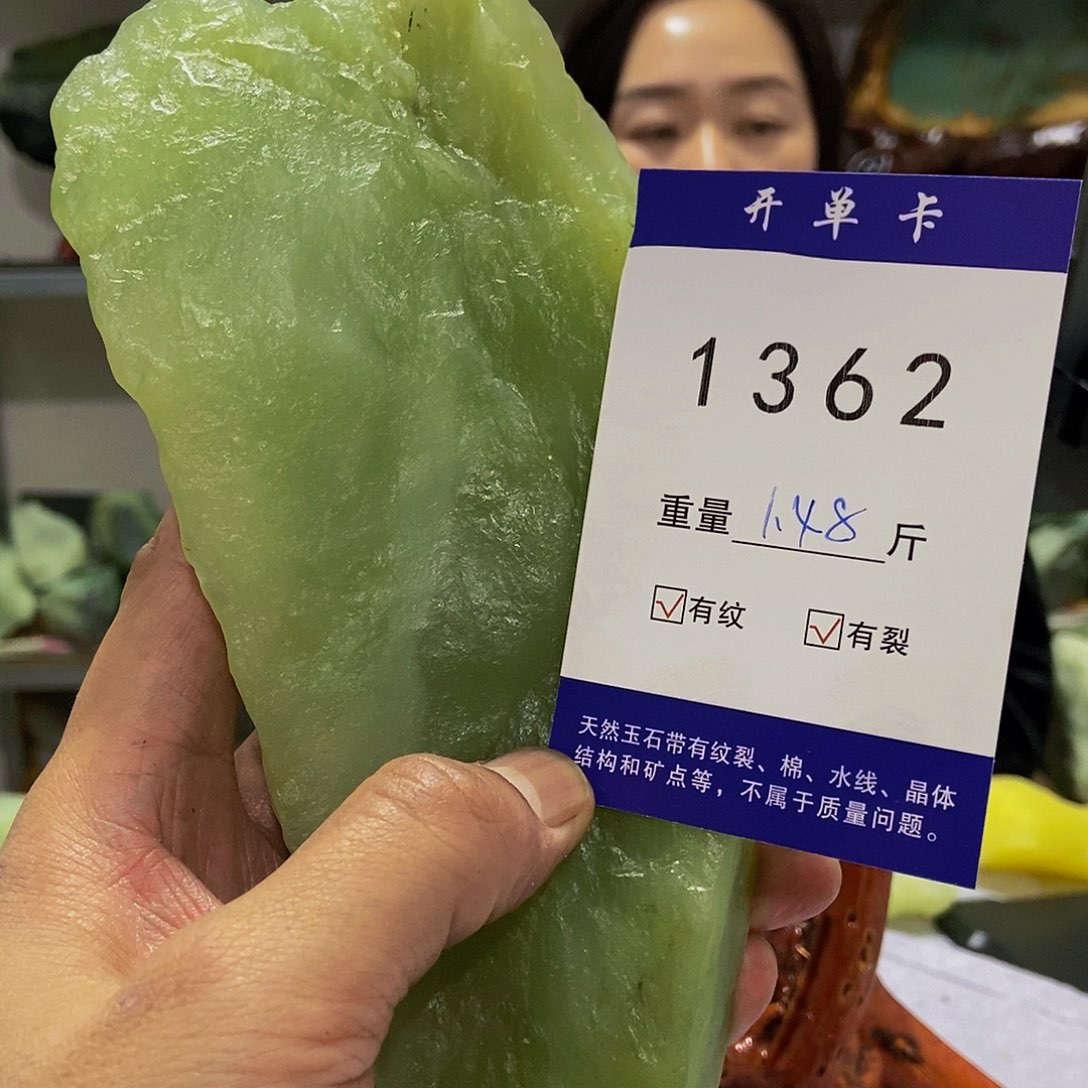 开单卡
1362
重量 1.48 斤
☑有纹 ☑有裂
天然玉石带有纹裂、棉、水线、晶体
结构和矿点等，不属于质量问题。